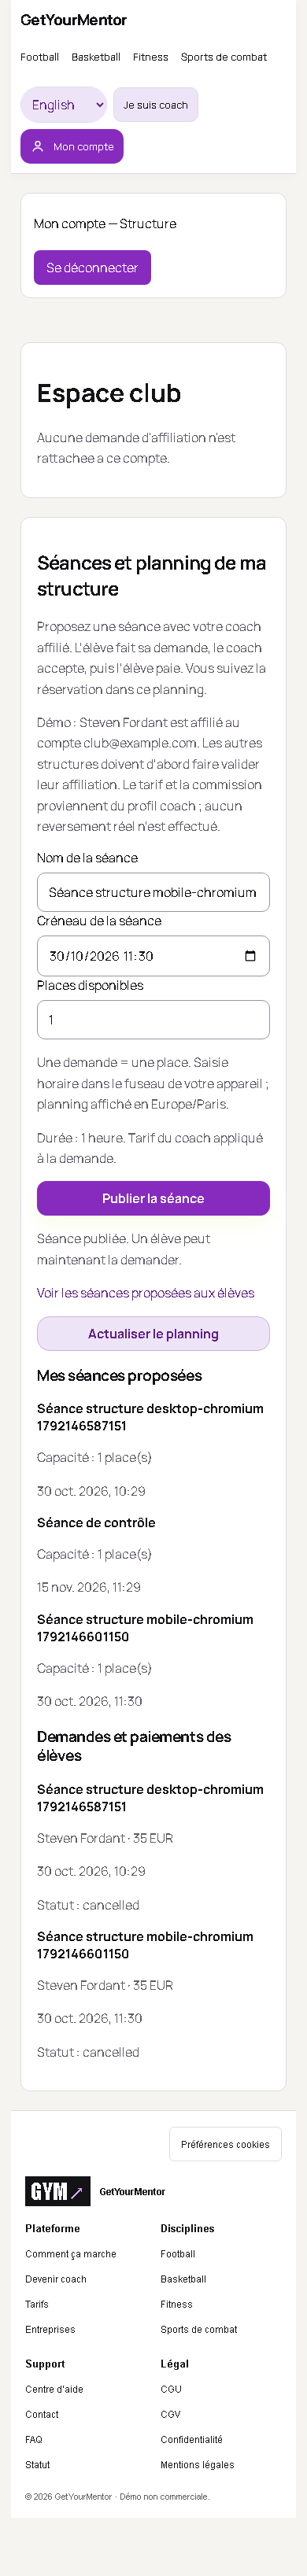 GetYourMentor
Football Basketball Fitness Sports de combat
English Je suis coach
Mon compte
Mon compte — Structure
Se déconnecter
Espace club
Aucune demande d'affiliation n'est
rattachee a ce compte.
Séances et planning de ma
structure
Proposez une séance avec votre coach
affilié. L'élève fait sa demande, le coach
accepte, puis l'élève paie. Vous suivez la
réservation dans ce planning.
Démo : Steven Fordant est affilié au
compte club@example.com. Les autres
structures doivent d'abord faire valider
leur affiliation. Le tarif et la commission
proviennent du profil coach ; aucun
reversement réel n'est effectué.
Nom de la séance
Séance structure mobile-chromium
Créneau de la séance
30/10/2026 11:30
Places disponibles
1
Une demande = une place. Saisie
horaire dans le fuseau de votre appareil ;
planning affiché en Europe/Paris.
Durée : 1 heure. Tarif du coach appliqué
à la demande.
Publier la séance
Séance publiée. Un élève peut
maintenant la demander.
Voir les séances proposées aux élèves
Actualiser le planning
Mes séances proposées
Séance structure desktop-chromium
1792146587151
Capacité : 1 place(s)
30 oct. 2026, 10:29
Séance de contrôle
Capacité : 1 place(s)
15 nov. 2026, 11:29
Séance structure mobile-chromium
1792146601150
Capacité : 1 place(s)
30 oct. 2026, 11:30
Demandes et paiements des
élèves
Séance structure desktop-chromium
1792146587151
Steven Fordant · 35 EUR
30 oct. 2026, 10:29
Statut : cancelled
Séance structure mobile-chromium
1792146601150
Steven Fordant · 35 EUR
30 oct. 2026, 11:30
Statut : cancelled
Préférences cookies
GYM GetYourMentor
Plateforme
Comment ça marche
Devenir coach
Tarifs
Entreprises
Disciplines
Football
Basketball
Fitness
Sports de combat
Support
Centre d'aide
Contact
FAQ
Statut
Légal
CGU
CGV
Confidentialité
Mentions légales
© 2026 GetYourMentor · Démo non commerciale.